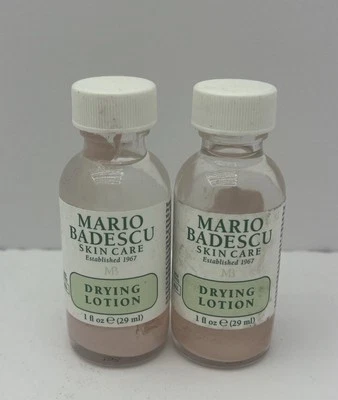 MARIO
BADESCU
SKIN CARE
Established 1967
MB
DRYING
LOTION
1 fl oz ℮ (29 ml)
MARIO
BADESCU
SKIN CARE
Established 1967
MB
DRYING
LOTION
1 fl oz ℮ (29 ml)